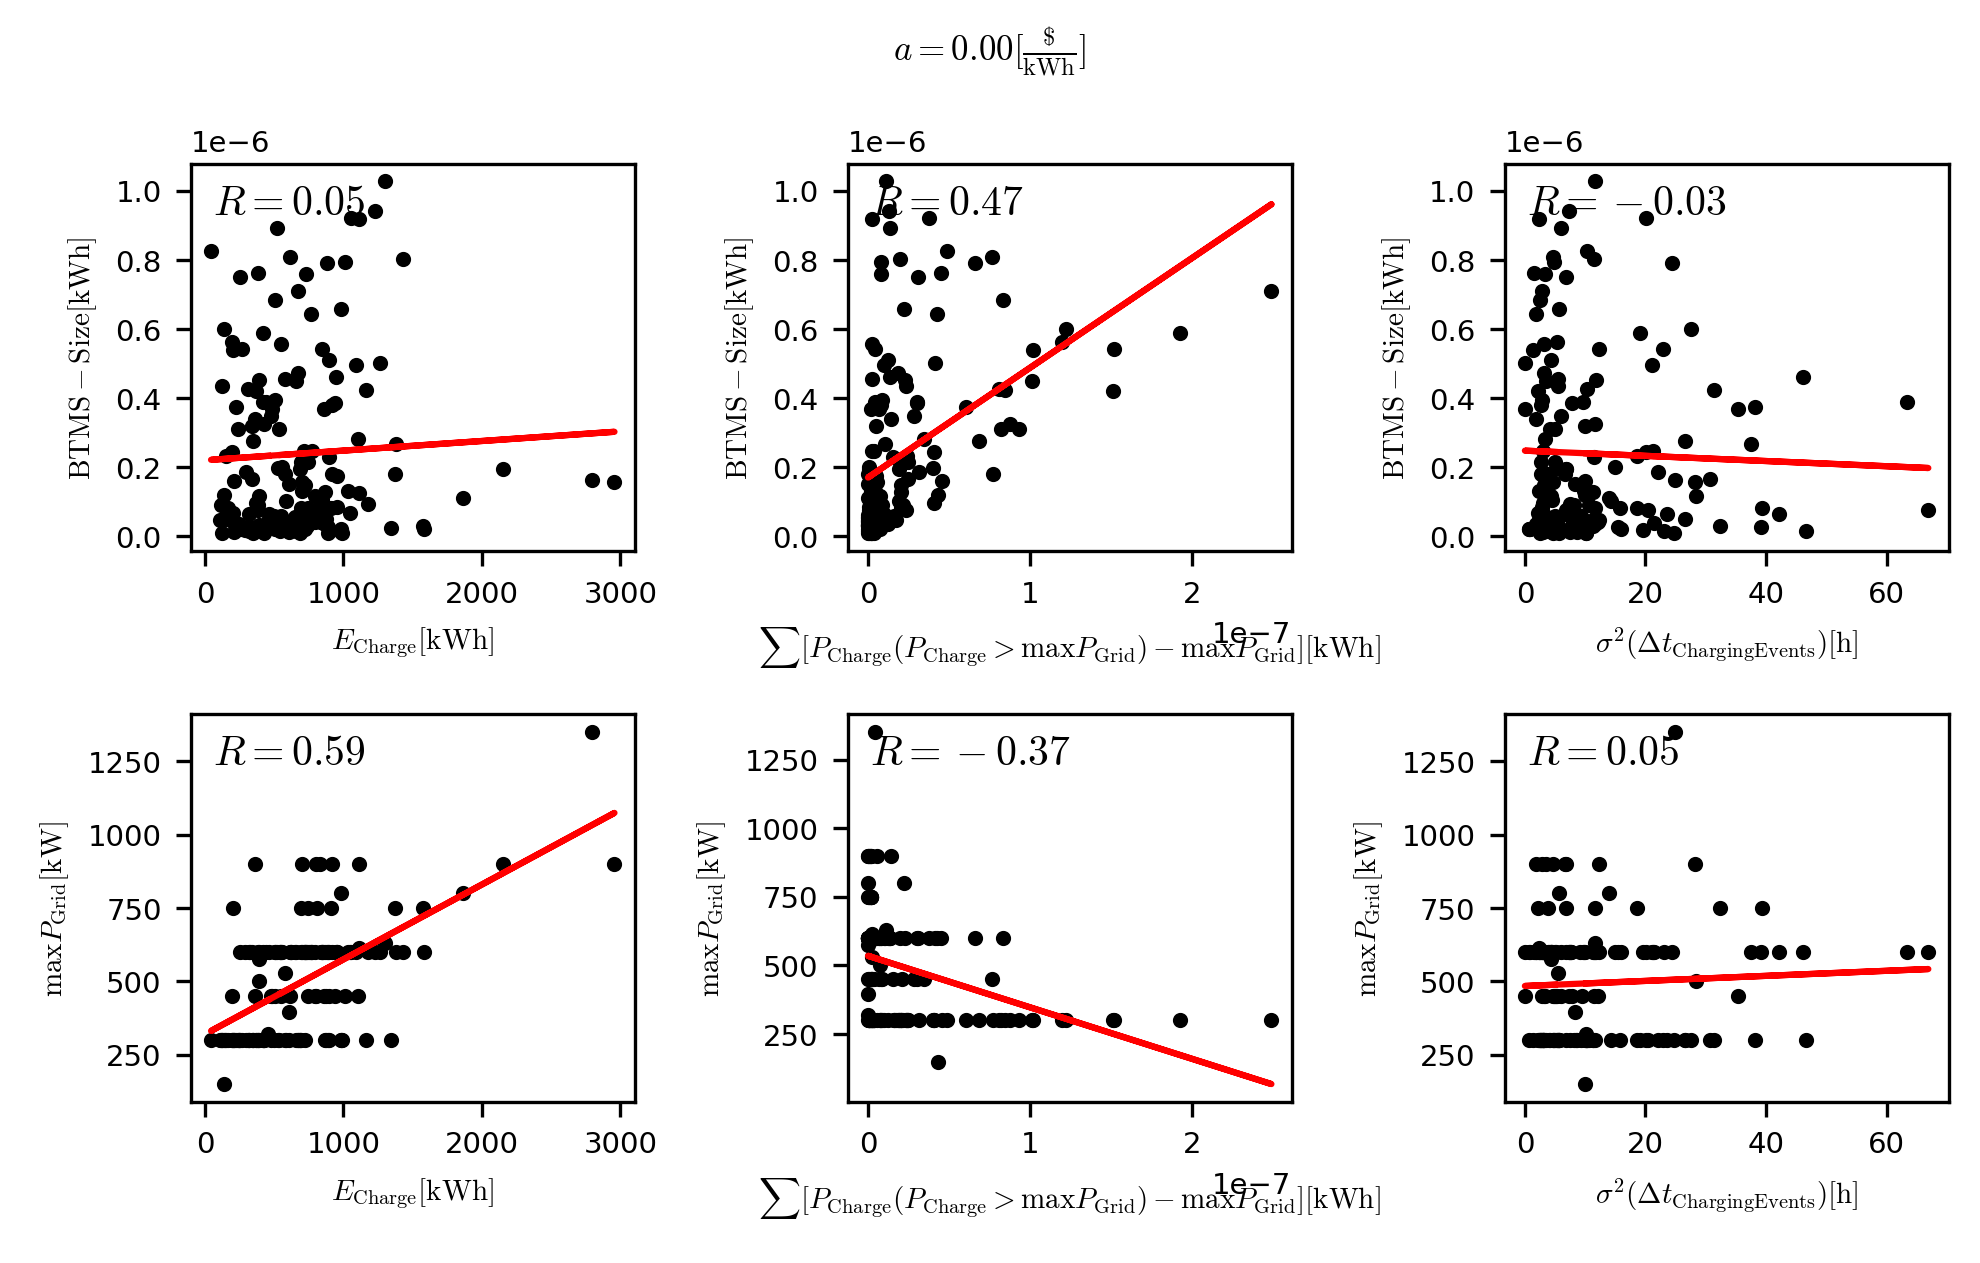 a = 0.00[$/kWh]
1e−6 1e−6 1e−6
R = 0.05 R = 0.47 R = −0.03
BTMS − Size[kWh] BTMS − Size[kWh] BTMS − Size[kWh]
1.0 1.0 1.0
0.8 0.8 0.8
0.6 0.6 0.6
0.4 0.4 0.4
0.2 0.2 0.2
0.0 0.0 0.0
0 1000 2000 3000 0 1 2 0 20 40 60
1e−7
E_Charge[kWh] ∑[P_Charge(P_Charge > maxP_Grid) − maxP_Grid][kWh] σ²(Δt_ChargingEvents)[h]
R = 0.59 R = −0.37 R = 0.05
maxP_Grid[kW] maxP_Grid[kW] maxP_Grid[kW]
1250 1250 1250
1000 1000 1000
750 750 750
500 500 500
250 250 250
0 1000 2000 3000 0 1 2 0 20 40 60
1e−7
E_Charge[kWh] ∑[P_Charge(P_Charge > maxP_Grid) − maxP_Grid][kWh] σ²(Δt_ChargingEvents)[h]